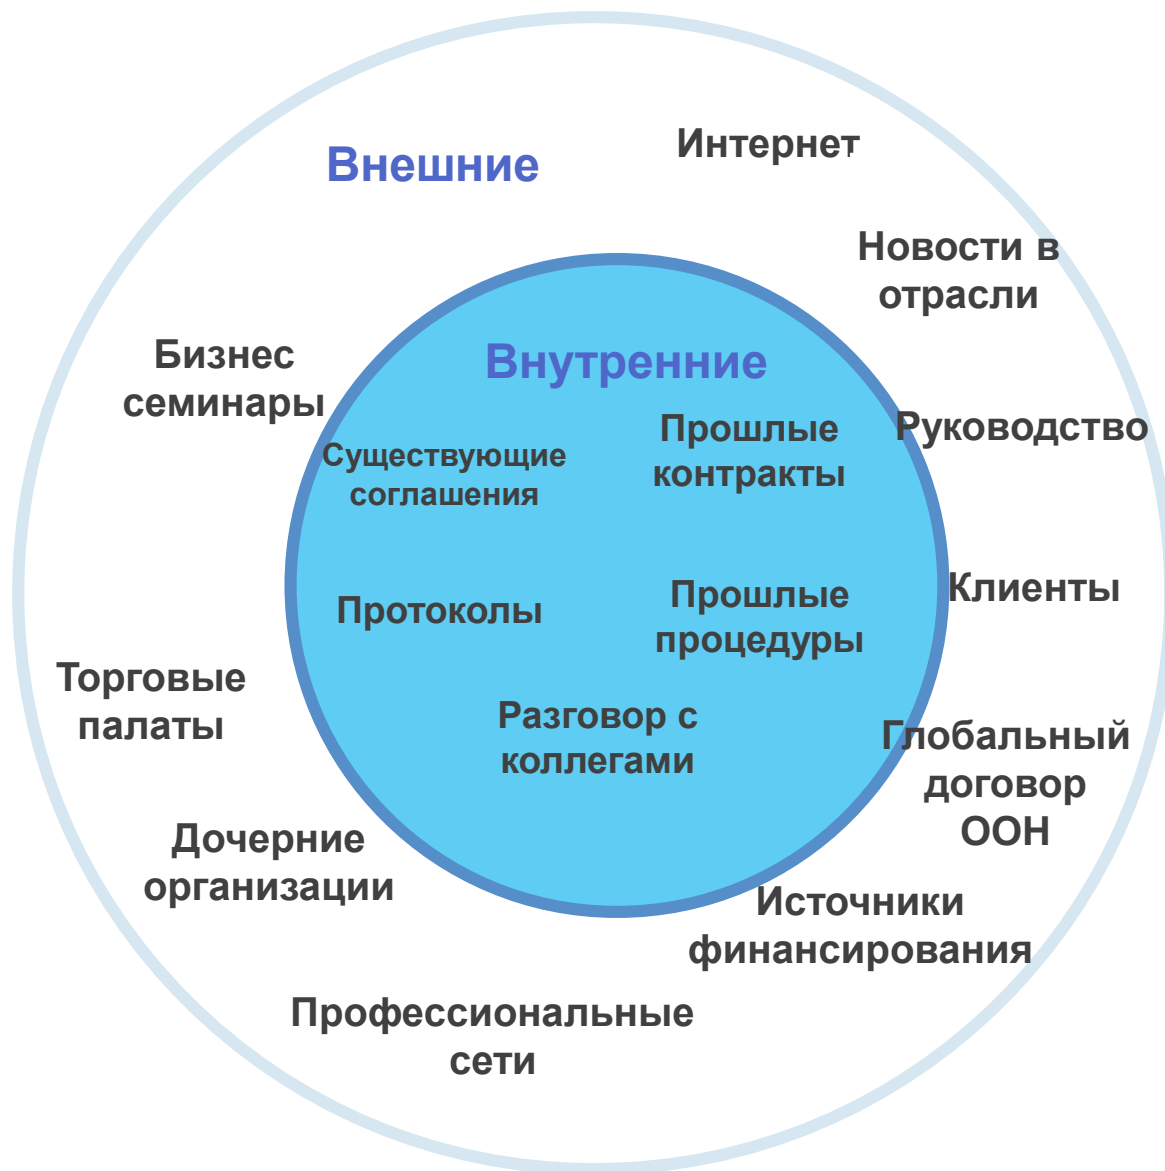 Внешние
Интернет
Новости в
отрасли
Бизнес
семинары
Внутренние
Руководство
Прошлые
контракты
Существующие
соглашения
Клиенты
Протоколы
Прошлые
процедуры
Торговые
палаты
Разговор с
коллегами
Глобальный
договор
ООН
Дочерние
организации
Источники
финансирования
Профессиональные
сети